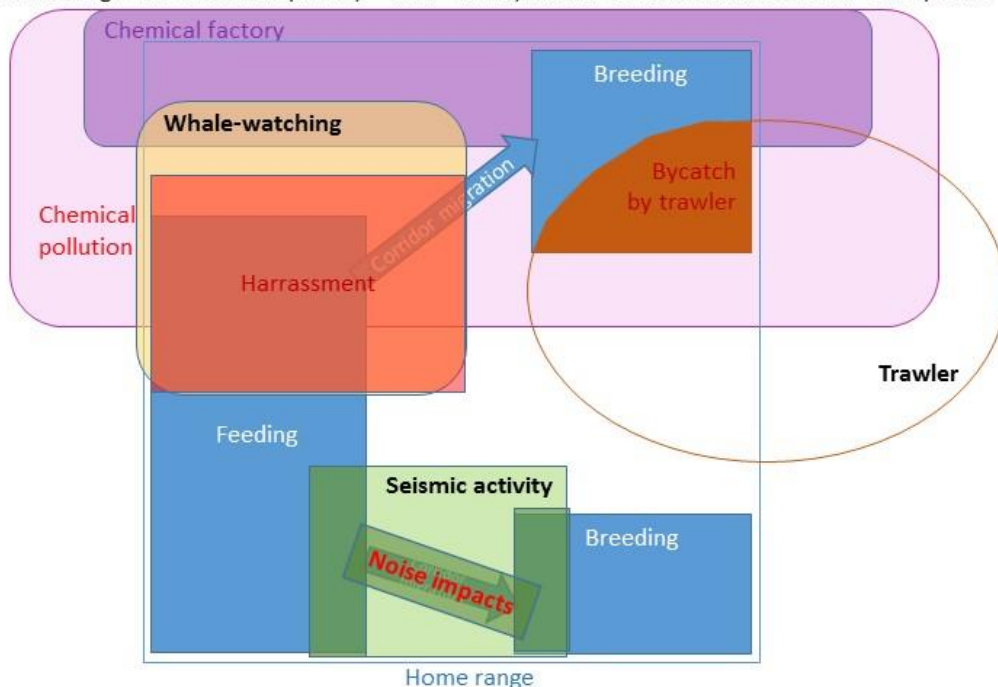 Chemical factory
Breeding
Whale-watching
Bycatch
by trawler
Corridor migration
Chemical
pollution
Harrassment
Trawler
Feeding
Seismic activity
Breeding
Noise impacts
Home range